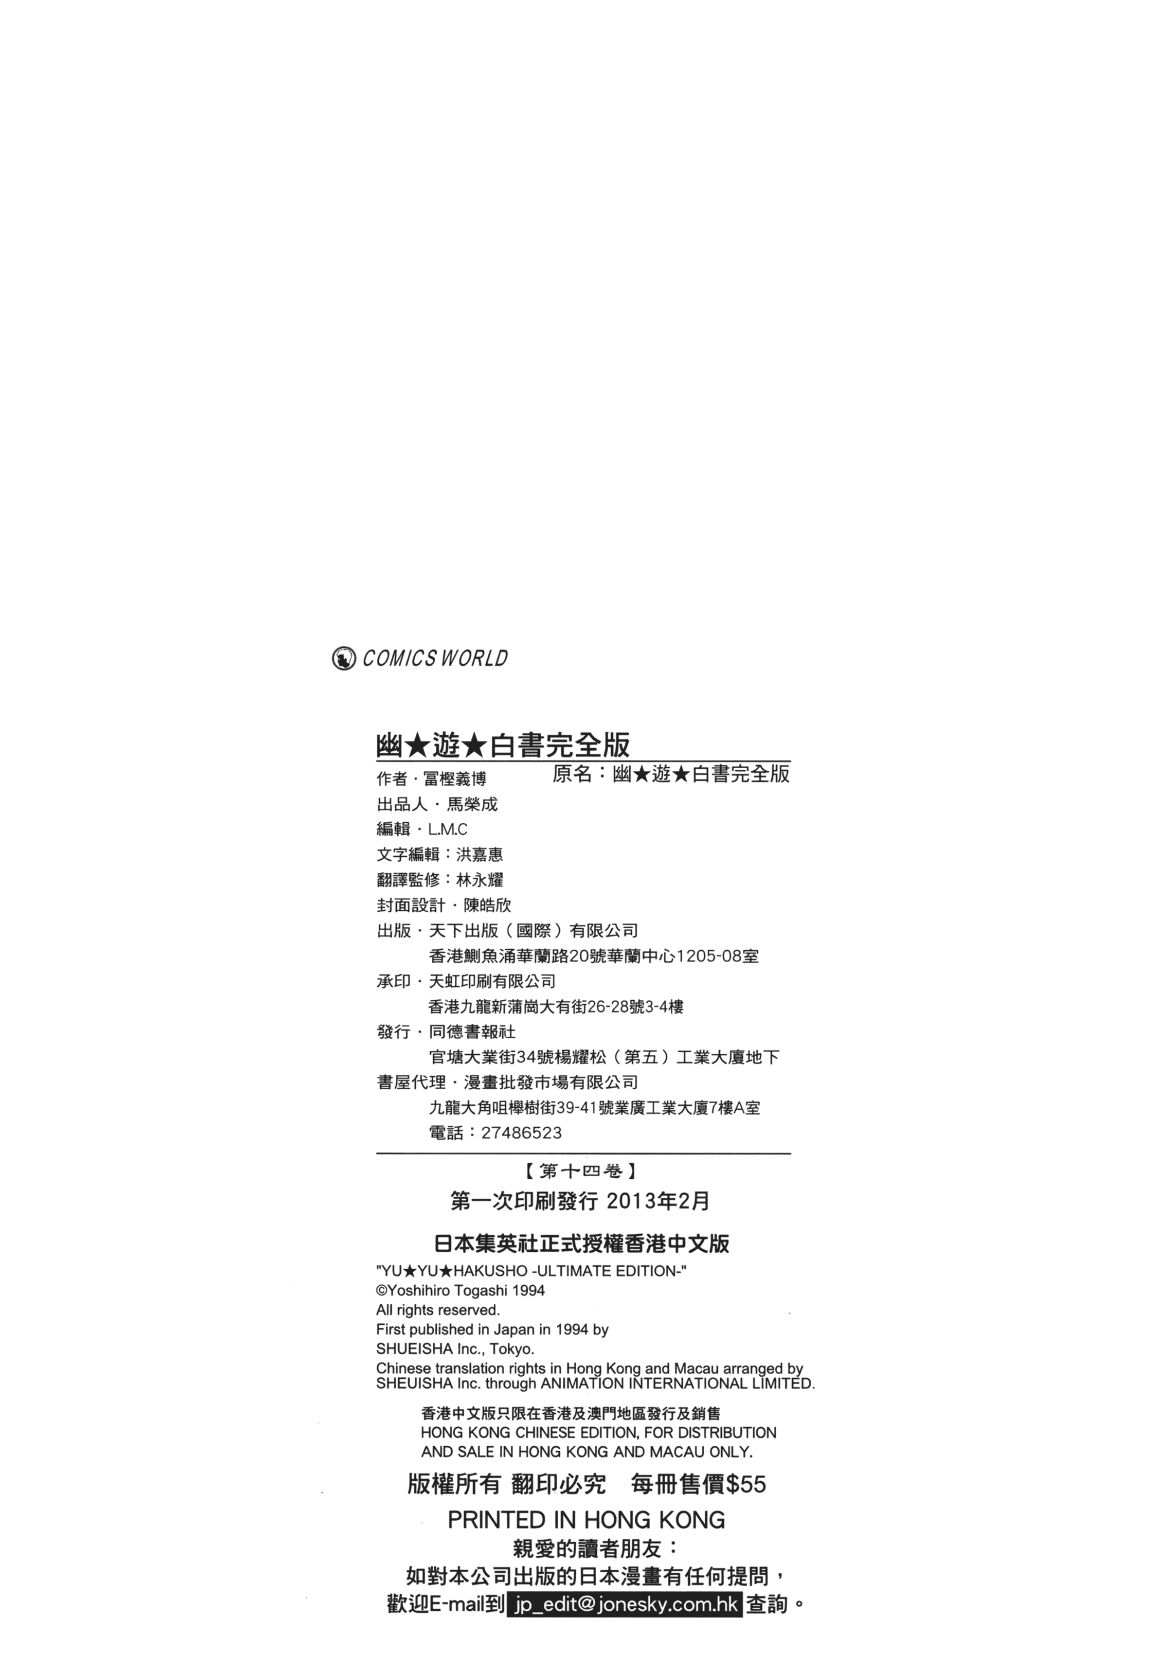 COMICS WORLD
幽★遊★白書完全版
作者·冨樫義博
原名：幽★遊★白書完全版
出品人·馬榮成
編輯·L.M.C
文字編輯：洪嘉惠
翻譯監修：林永耀
封面設計·陳皓欣
出版·天下出版（國際）有限公司
香港鰂魚涌華蘭路20號華蘭中心1205-08室
承印·天虹印刷有限公司
香港九龍新蒲崗大有街26-28號3-4樓
發行·同德書報社
官塘大業街34號楊耀松（第五）工業大廈地下
書屋代理·漫畫批發市場有限公司
九龍大角咀櫸樹街39-41號業廣工業大廈7樓A室
電話：27486523
【第十四卷】
第一次印刷發行 2013年2月
日本集英社正式授權香港中文版
"YU★YU★HAKUSHO -ULTIMATE EDITION-"
©Yoshihiro Togashi 1994
All rights reserved.
First published in Japan in 1994 by
SHUEISHA Inc., Tokyo.
Chinese translation rights in Hong Kong and Macau arranged by
SHEUISHA Inc. through ANIMATION INTERNATIONAL LIMITED.
香港中文版只限在香港及澳門地區發行及銷售
HONG KONG CHINESE EDITION, FOR DISTRIBUTION
AND SALE IN HONG KONG AND MACAU ONLY.
版權所有 翻印必究　每冊售價$55
PRINTED IN HONG KONG
親愛的讀者朋友：
如對本公司出版的日本漫畫有任何提問，
歡迎E-mail到 jp_edit@jonesky.com.hk 查詢。